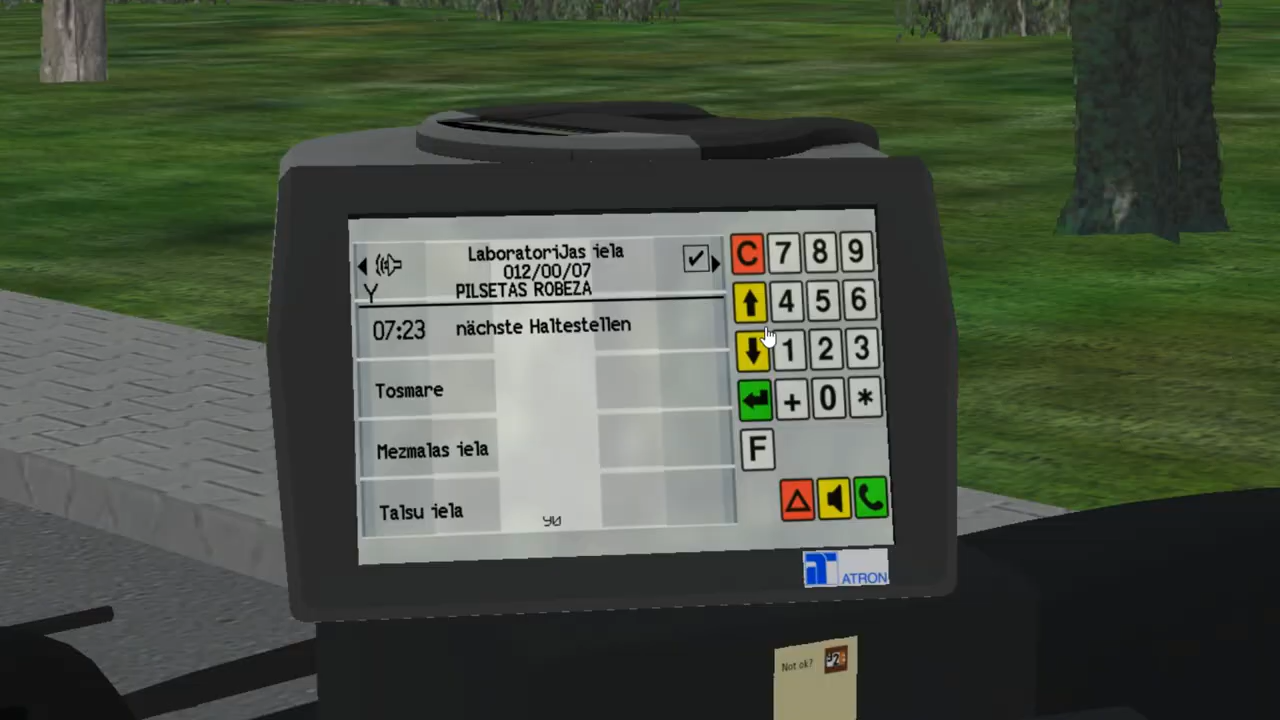 LaboratoriJas iela
012/00/07
Y PILSETAS ROBEZA
07:23 nächste Haltestellen
Tosmare
Mezmalas iela
Talsu iela
C 7 8 9
4 5 6
1 2 3
+ 0 *
F
ATRON
Not ok?